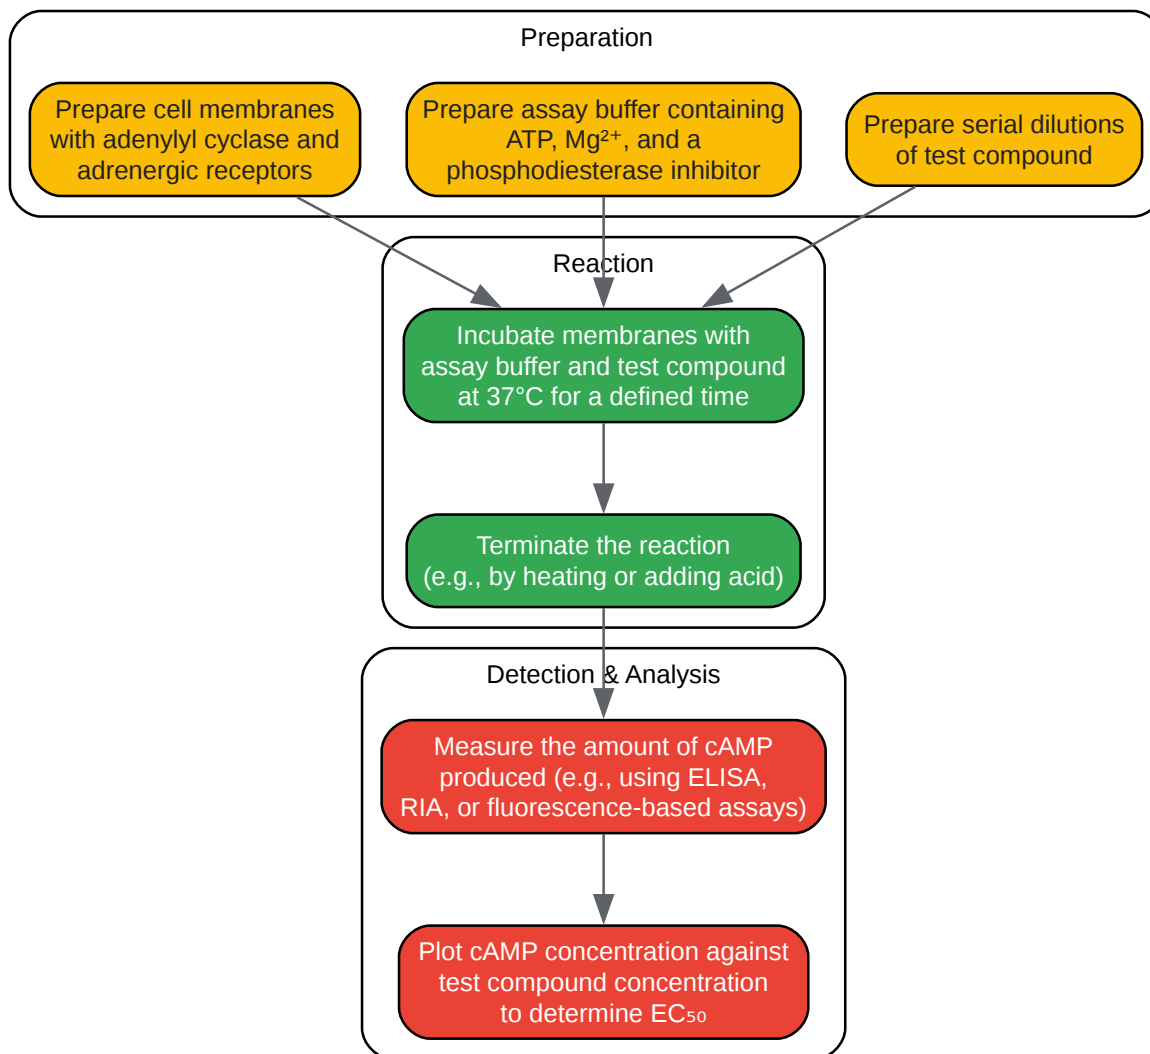 Preparation
Prepare cell membranes
with adenylyl cyclase and
adrenergic receptors
Prepare assay buffer containing
ATP, Mg²⁺, and a
phosphodiesterase inhibitor
Prepare serial dilutions
of test compound
Reaction
Incubate membranes with
assay buffer and test compound
at 37°C for a defined time
Terminate the reaction
(e.g., by heating or adding acid)
Detection & Analysis
Measure the amount of cAMP
produced (e.g., using ELISA,
RIA, or fluorescence-based assays)
Plot cAMP concentration against
test compound concentration
to determine EC₅₀